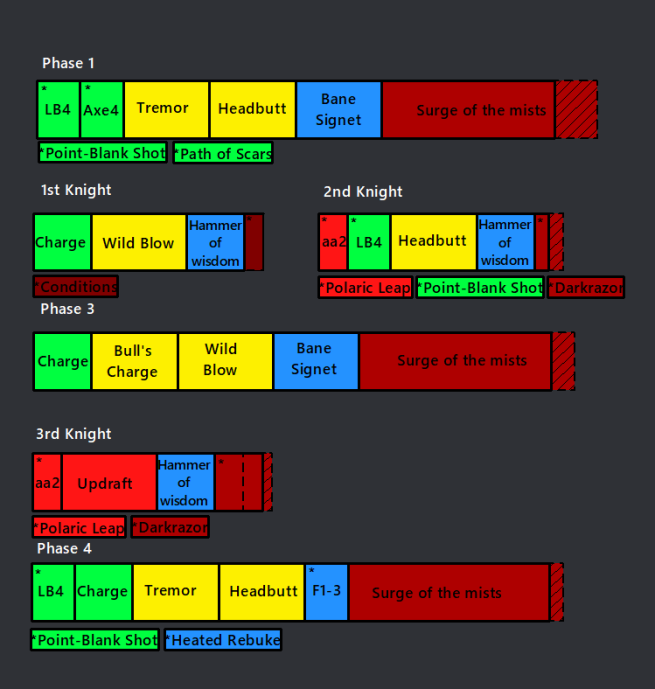 Phase 1
*
LB4
*
Axe4
Tremor
Headbutt
Bane
Signet
Surge of the mists
*Point-Blank Shot
*Path of Scars
1st Knight
Charge
Wild Blow
Hammer
of
wisdom
*
*Conditions
2nd Knight
*
aa2
*
LB4
Headbutt
Hammer
of
wisdom
*
*Polaric Leap
*Point-Blank Shot
*Darkrazor
Phase 3
Charge
Bull's
Charge
Wild
Blow
Bane
Signet
Surge of the mists
3rd Knight
*
aa2
Updraft
Hammer
of
wisdom
*
*Polaric Leap
*Darkrazor
Phase 4
*
LB4
Charge
Tremor
Headbutt
*
F1-3
Surge of the mists
*Point-Blank Shot
*Heated Rebuke